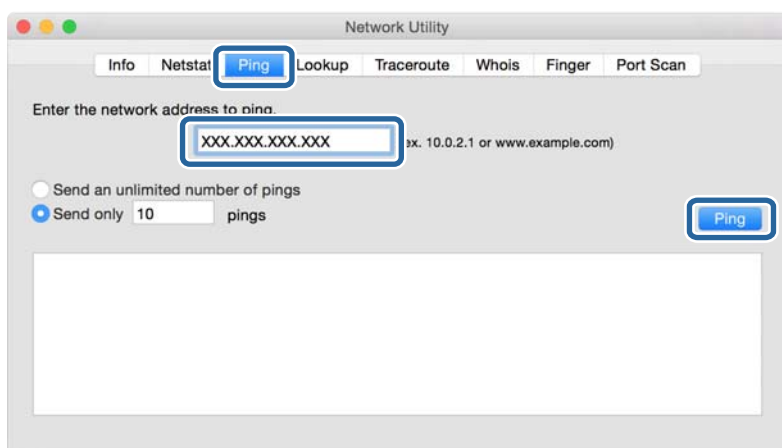 Network Utility
Info Netstat Ping Lookup Traceroute Whois Finger Port Scan
Enter the network address to ping.
XXX.XXX.XXX.XXX ex. 10.0.2.1 or www.example.com)
Send an unlimited number of pings
Send only 10 pings
Ping